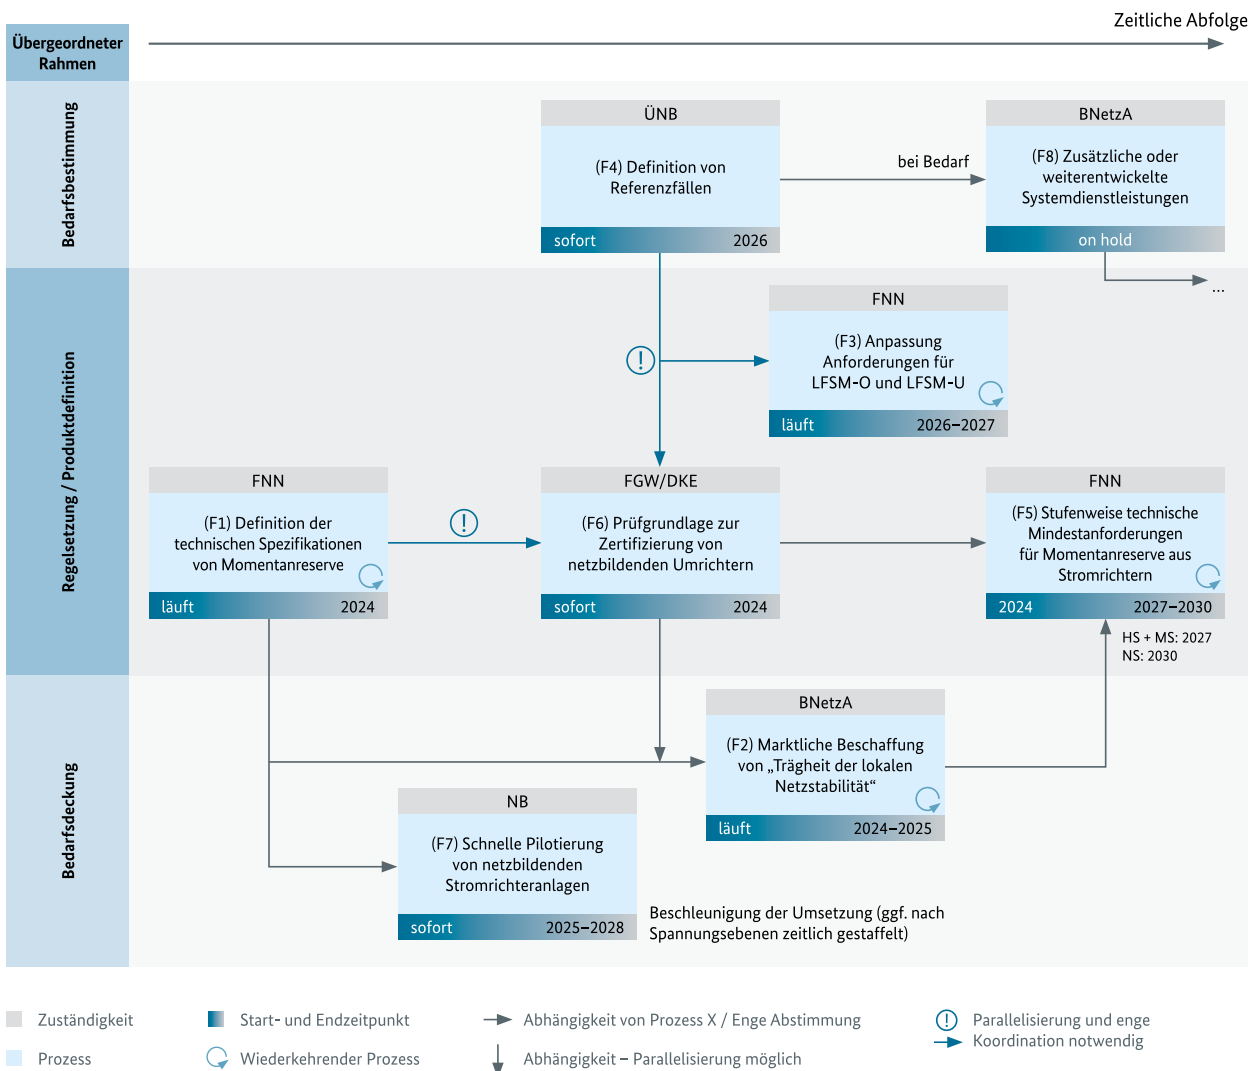 Zeitliche Abfolge
Übergeordneter
Rahmen
Bedarfsbestimmung
ÜNB
(F4) Definition von
Referenzfällen
sofort
2026
bei Bedarf
BNetzA
(F8) Zusätzliche oder
weiterentwickelte
Systemdienstleistungen
on hold
...
Regelsetzung / Produktdefinition
FNN
(F3) Anpassung
Anforderungen für
LFSM-O und LFSM-U
läuft
2026–2027
!
FNN
(F1) Definition der
technischen Spezifikationen
von Momentanreserve
läuft
2024
!
FGW/DKE
(F6) Prüfgrundlage zur
Zertifizierung von
netzbildenden Umrichtern
sofort
2024
FNN
(F5) Stufenweise technische
Mindestanforderungen
für Momentanreserve aus
Stromrichtern
2024
2027–2030
HS + MS: 2027
NS: 2030
Bedarfsdeckung
BNetzA
(F2) Marktliche Beschaffung
von „Trägheit der lokalen
Netzstabilität“
läuft
2024–2025
NB
(F7) Schnelle Pilotierung
von netzbildenden
Stromrichteranlagen
sofort
2025–2028
Beschleunigung der Umsetzung (ggf. nach
Spannungsebenen zeitlich gestaffelt)
Zuständigkeit
Prozess
Start- und Endzeitpunkt
Wiederkehrender Prozess
Abhängigkeit von Prozess X / Enge Abstimmung
Abhängigkeit – Parallelisierung möglich
!
Parallelisierung und enge
Koordination notwendig